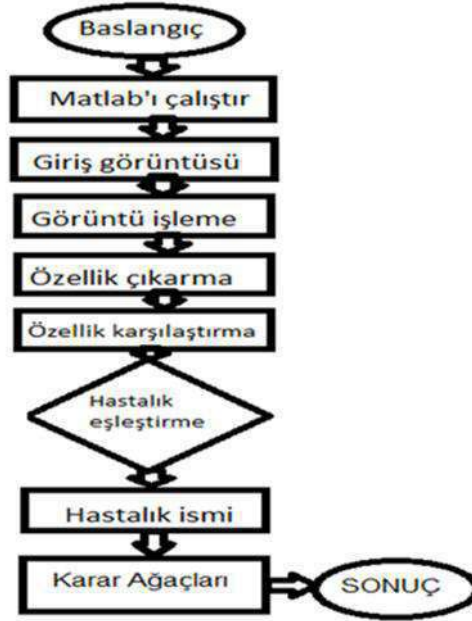 Baslangıç
Matlab'ı çalıştır
Giriş görüntüsü
Görüntü işleme
Özellik çıkarma
Özellik karşılaştırma
Hastalık
eşleştirme
Hastalık ismi
Karar Ağaçları
SONUÇ